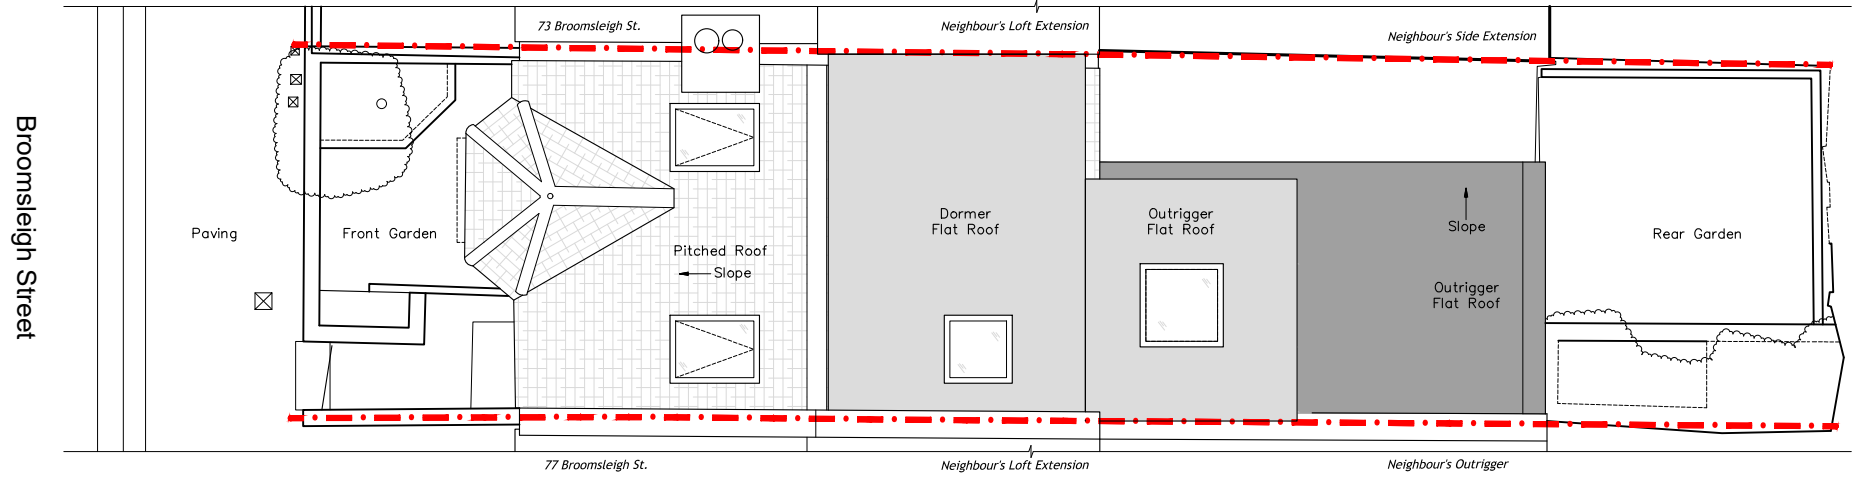 73 Broomsleigh St.
Neighbour's Loft Extension
Neighbour's Side Extension
Broomsleigh Street
Paving
Front Garden
Pitched Roof
Slope
Dormer
Flat Roof
Outrigger
Flat Roof
Slope
Outrigger
Flat Roof
Rear Garden
77 Broomsleigh St.
Neighbour's Loft Extension
Neighbour's Outrigger